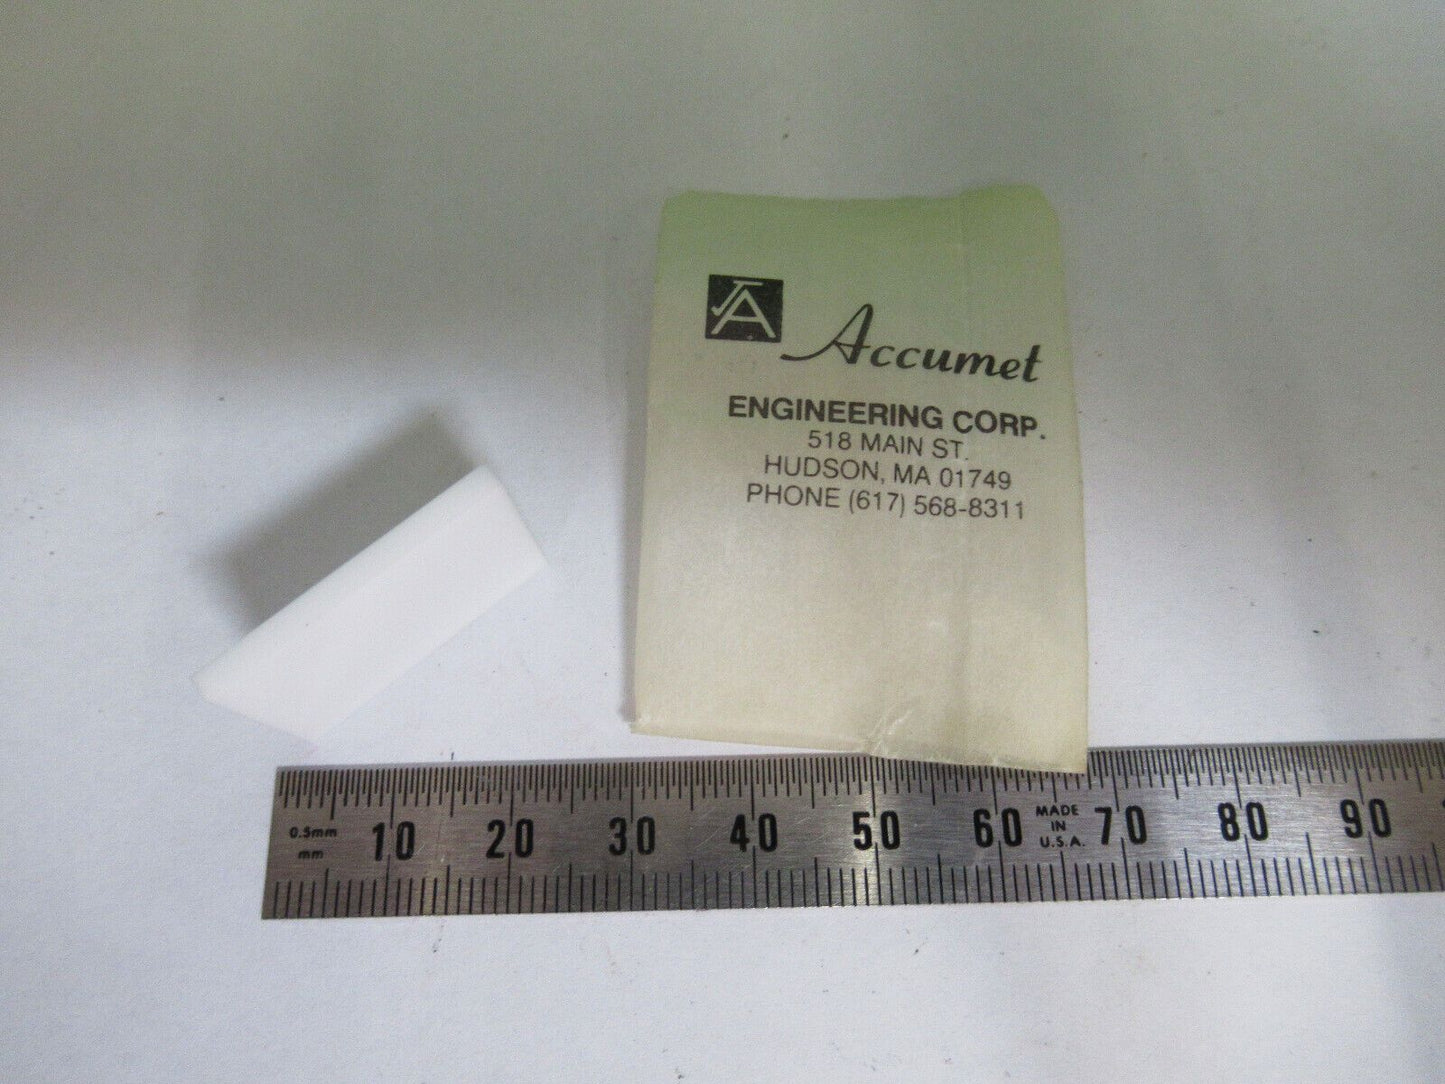 Accumet
ENGINEERING CORP.
518 MAIN ST.
HUDSON, MA 01749
PHONE (617) 568-8311
0.5mm
mm
10 20 30 40 50 60 MADE IN U.S.A. 70 80 90